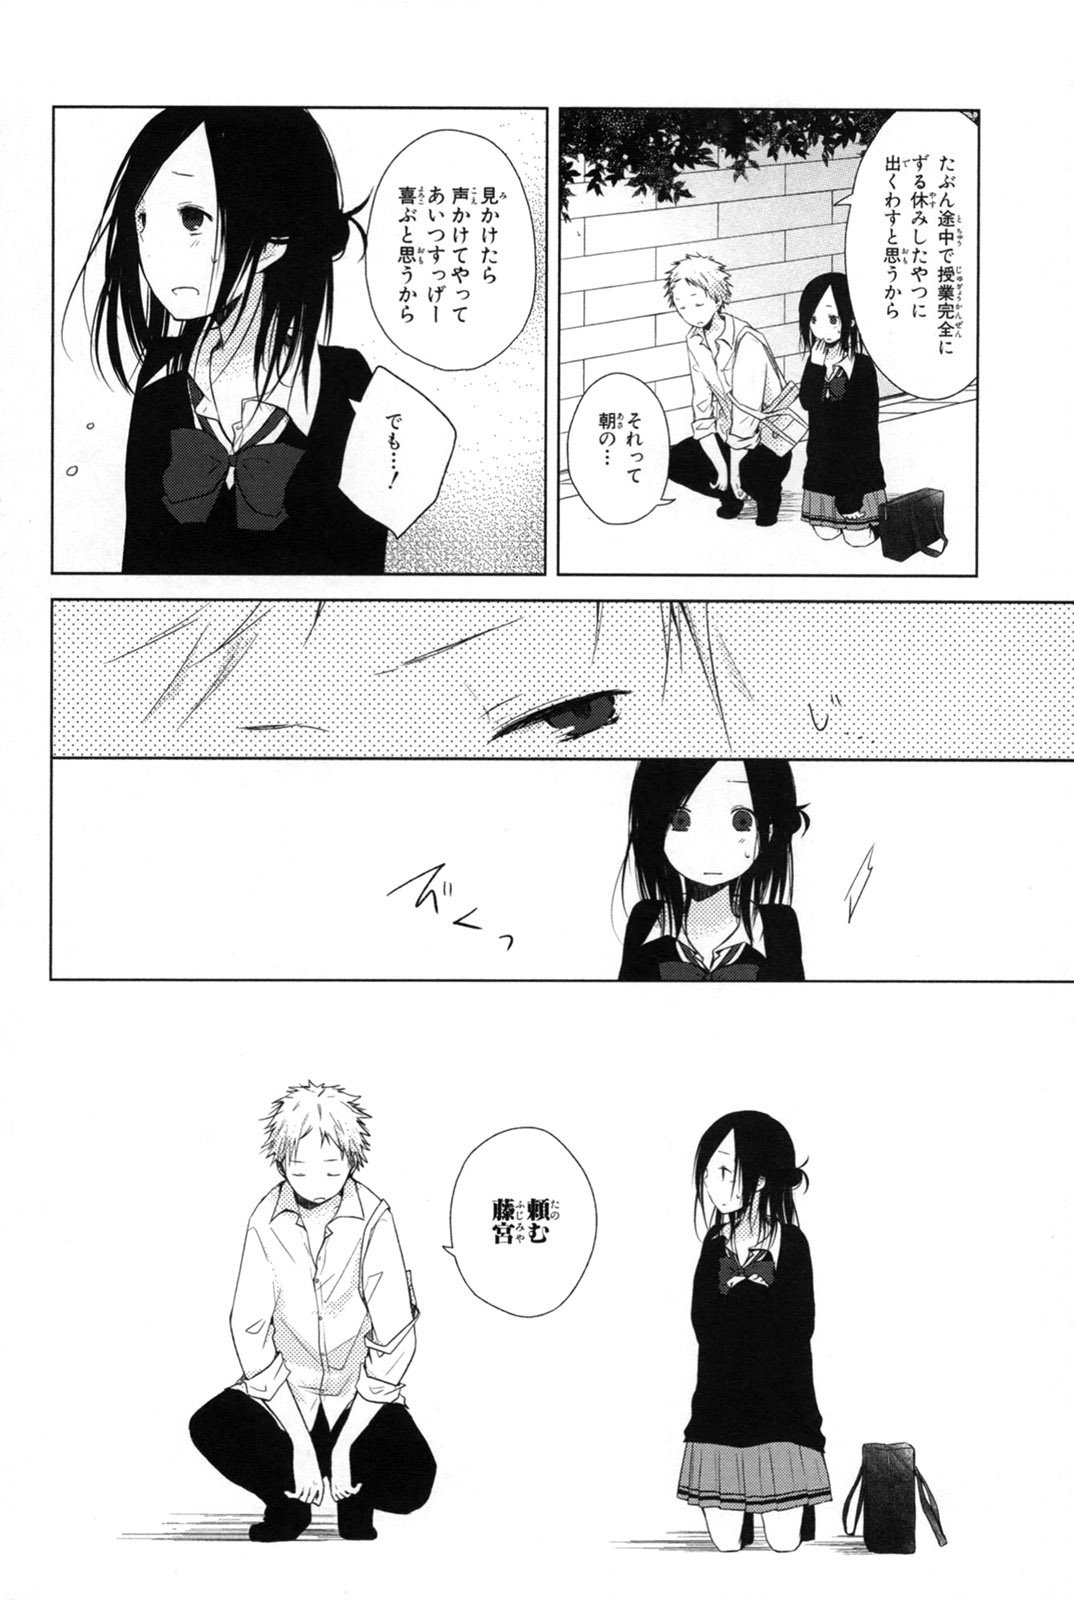 たぶん途中で授業完全に
ずる休みしたやつに
出くわすと思うから
それって
朝の…
見かけたら
声かけてやって
あいつすっげー
喜ぶと思うから
でも…！
じ……
ずくっ
頼む
藤宮